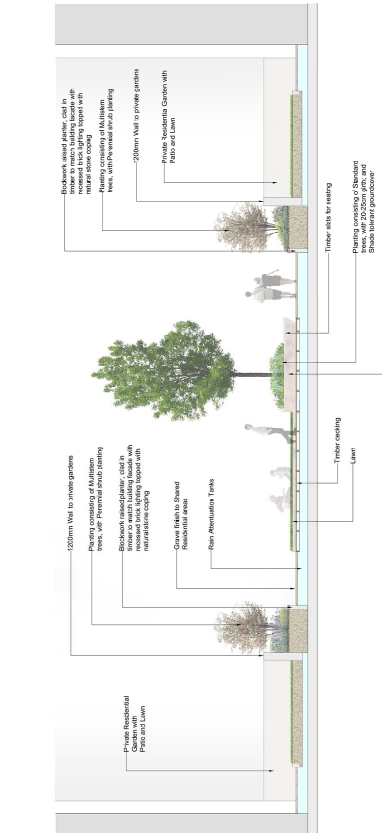 Private Residential
Garden with
Patio and Lawn
1200mm Wall to private gardens
Planting consisting of Multistem
trees, with Perennial shrub planting
Blockwork raised planter, clad in
timber to match building facade with
recessed brick lighting topped with
natural stone coping
Gravel finish to Shared
Residential areas
Rain Attenuation Tanks
Blockwork raised planter, clad in
timber to match building facade with
recessed brick lighting topped with
natural stone coping
Planting consisting of Multistem
trees, with Perennial shrub planting
1200mm Wall to private gardens
Private Residential Garden with
Patio and Lawn
Lawn
Timber decking
Timber slats for seating
Planting consisting of Standard
trees, with 20-25cm girth; and
Shade tolerant groundcover